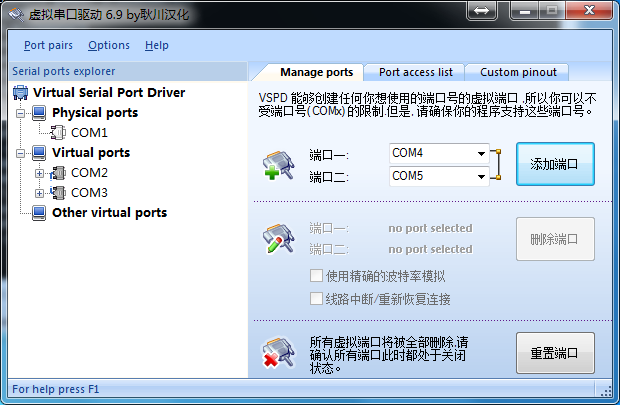 虚拟串口驱动 6.9 by耿川汉化
Port pairs Options Help
Serial ports explorer
Virtual Serial Port Driver
Physical ports
COM1
Virtual ports
COM2
COM3
Other virtual ports
Manage ports Port access list Custom pinout
VSPD 能够创建任何你想使用的端口号的虚拟端口 ,所以你可以不
受端口号( COMx) 的限制.但是, 请确保你的程序支持这些端口号。
端口一: COM4
端口二: COM5
添加端口
端口一: no port selected
端口二: no port selected
删除端口
使用精确的波特率模拟
线路中断/重新恢复连接
所有虚拟端口将被全部删除,请
确认所有端口此时都处于关闭
状态。
重置端口
For help press F1